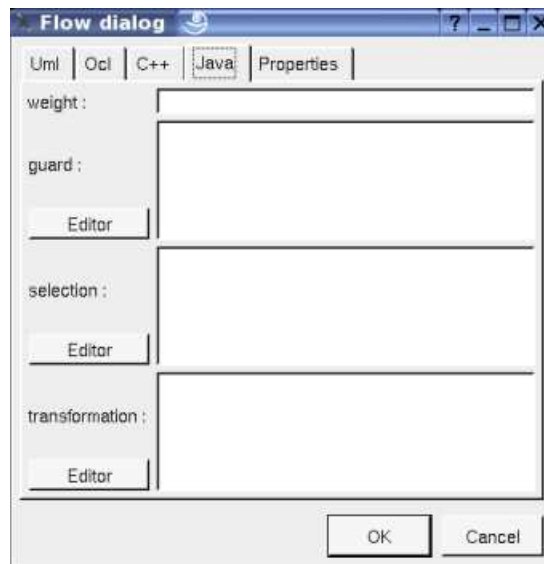 Flow dialog
Uml Ocl C++ Java Properties
weight :
guard :
Editor
selection :
Editor
transformation :
Editor
OK Cancel